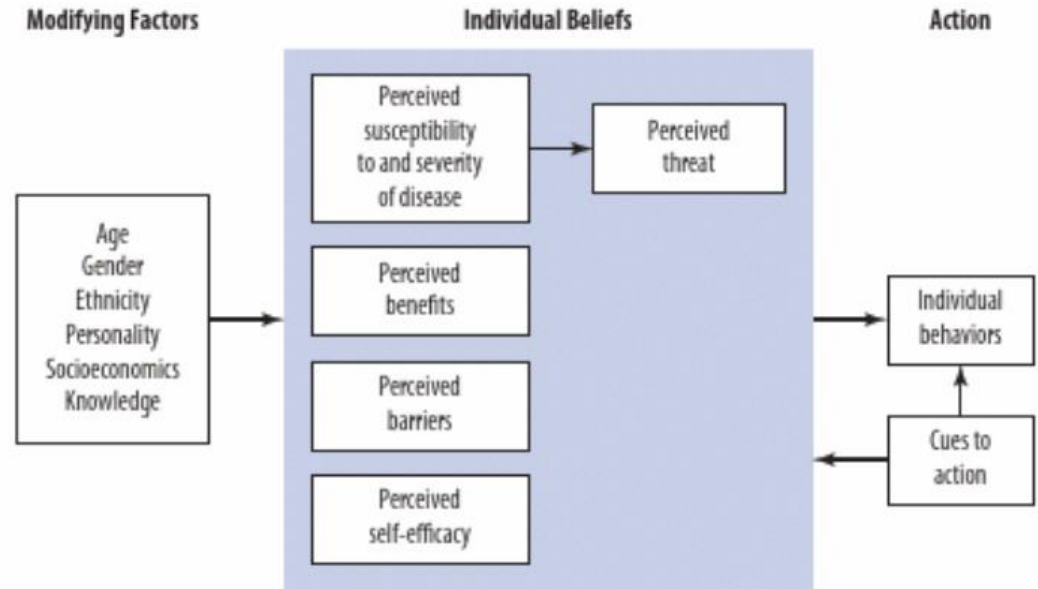 Modifying Factors
Individual Beliefs
Action
Age
Gender
Ethnicity
Personality
Socioeconomics
Knowledge
Perceived
susceptibility
to and severity
of disease
Perceived
threat
Perceived
benefits
Perceived
barriers
Perceived
self-efficacy
Individual
behaviors
Cues to
action